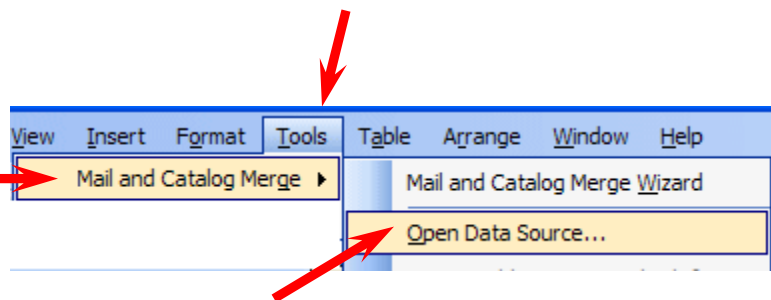 View Insert Format Tools Table Arrange Window Help
Mail and Catalog Merge Mail and Catalog Merge Wizard
Open Data Source...